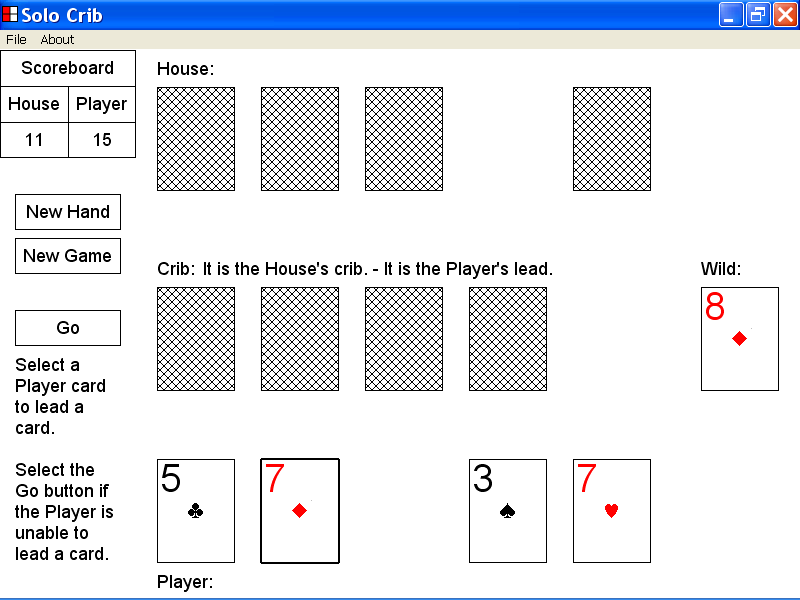 Solo Crib
File About
Scoreboard
House Player
11 15
New Hand
New Game
Go
Select a
Player card
to lead a
card.
Select the
Go button if
the Player is
unable to
lead a card.
House:
Crib: It is the House's crib. - It is the Player's lead.
Wild:
8
5
7
3
7
Player: